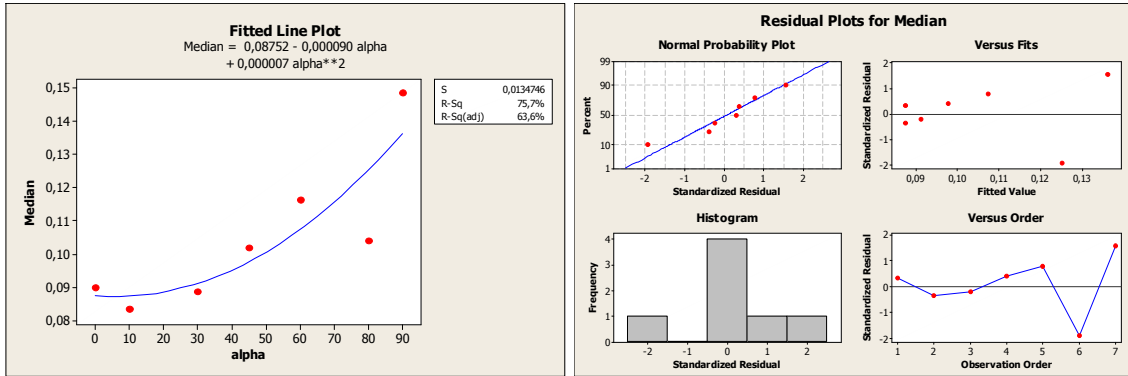 Fitted Line Plot
Median = 0,08752 - 0,000090 alpha
+ 0,000007 alpha**2
0,15
0,14
0,13
0,12
0,11
0,10
0,09
0,08
Median
0 10 20 30 40 50 60 70 80 90
alpha
S 0,0134746
R-Sq 75,7%
R-Sq(adj) 63,6%
Residual Plots for Median
Normal Probability Plot
99
90
50
10
1
Percent
-2 -1 0 1 2
Standardized Residual
Versus Fits
2
1
0
-1
-2
Standardized Residual
0,09 0,10 0,11 0,12 0,13
Fitted Value
Histogram
4
3
2
1
0
Frequency
-2 -1 0 1 2
Standardized Residual
Versus Order
2
1
0
-1
-2
Standardized Residual
1 2 3 4 5 6 7
Observation Order